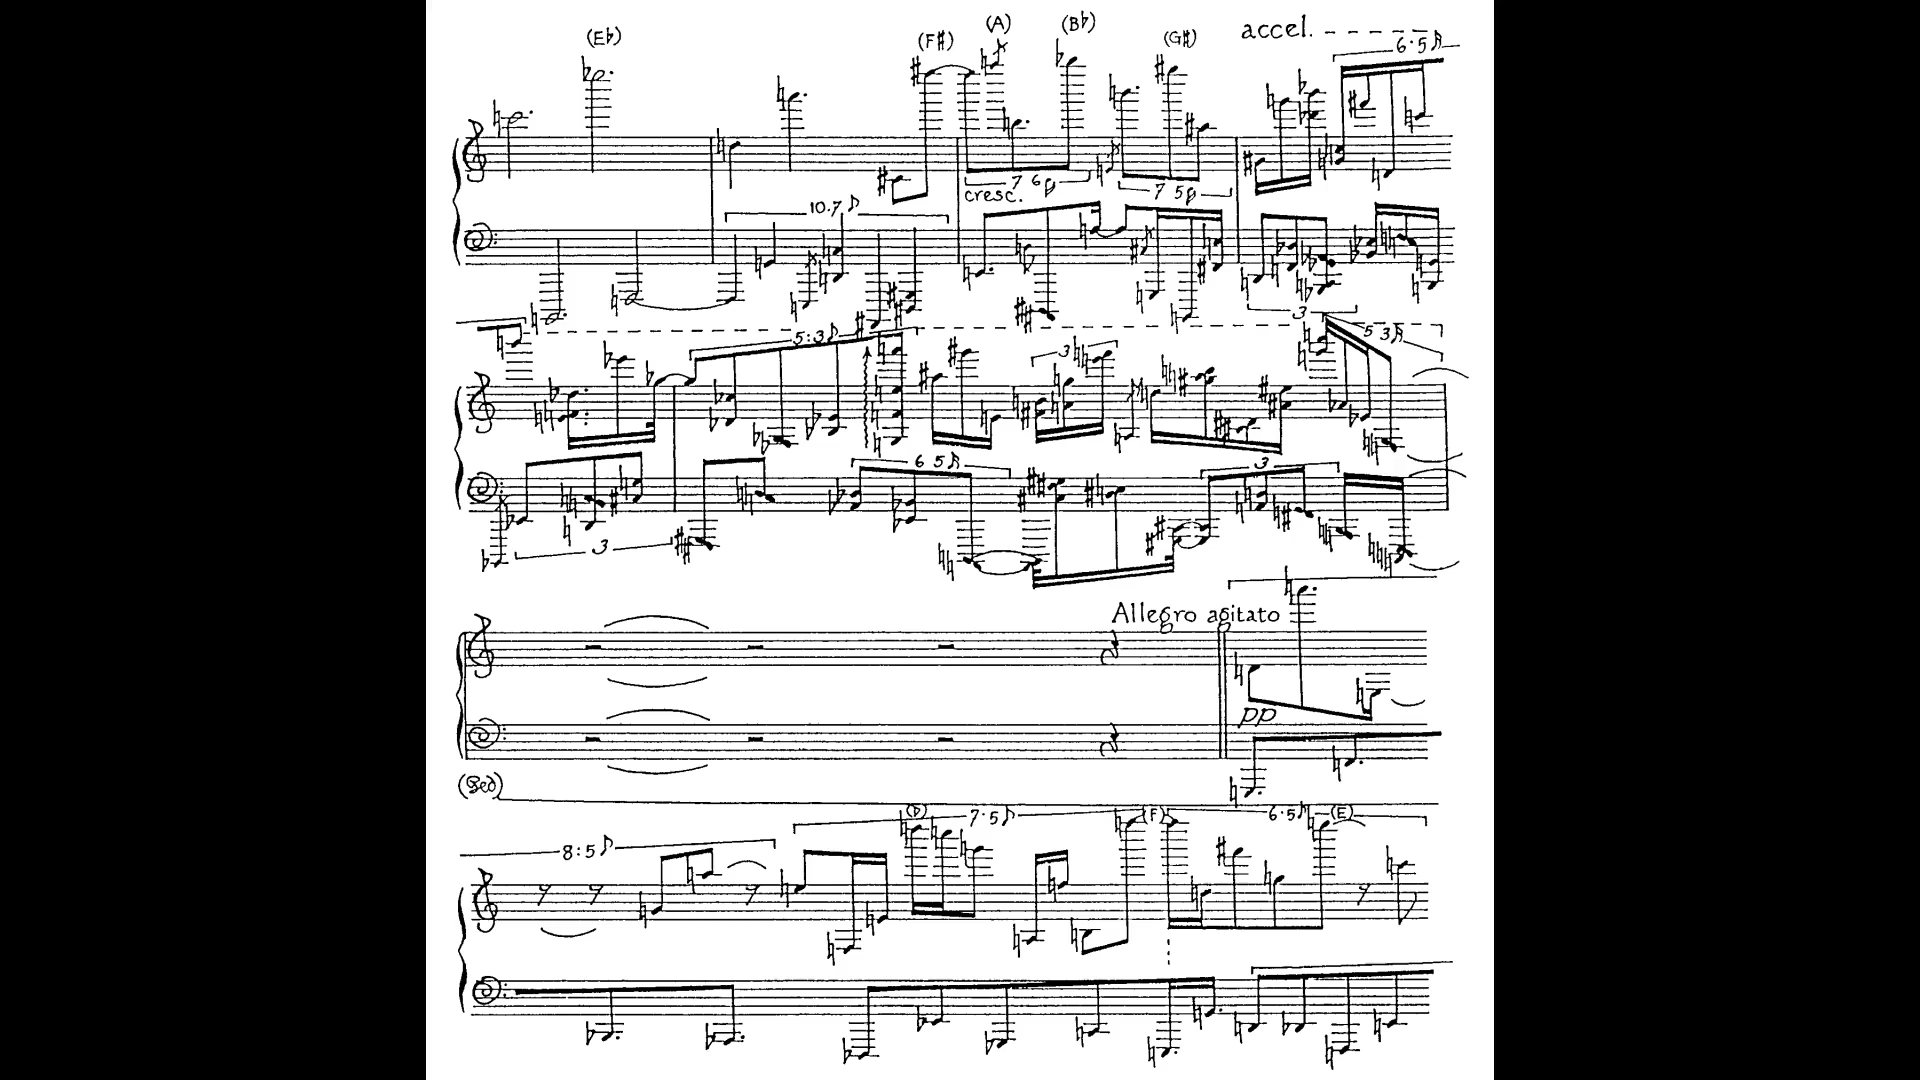 (E♭) (F♯) (A) (B♭) (G♯) accel.
6·5♪
7 6♪ 7 5♪
cresc.
10·7♪
3
5:3♪ 3 5 3♪
6 5♪ 3
3
Allegro agitato
pp
(Ped)
8:5♪ (D) 7·5♪ (F) 6·5♪ (E)